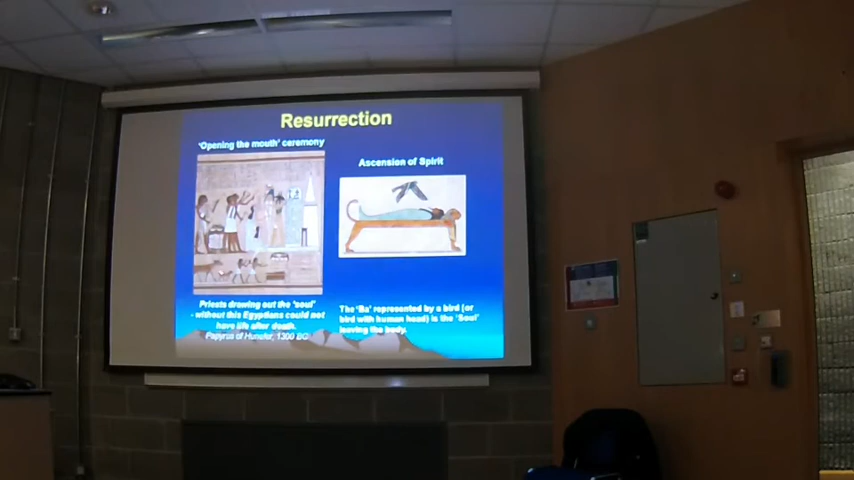 Resurrection
'Opening the mouth' ceremony
Ascension of Spirit
Priests drawing out the 'soul'
- without this Egyptians could not
have life after death.
Papyrus of Hunefer, 1300 BC
The 'Ba' represented by a bird (or
bird with human head) is the 'Soul'
leaving the body.